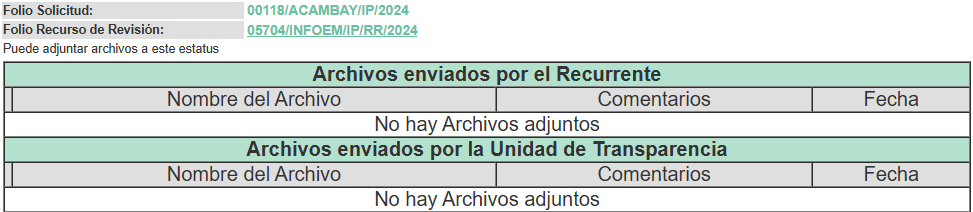 Folio Solicitud: 00118/ACAMBAY/IP/2024
Folio Recurso de Revisión: 05704/INFOEM/IP/RR/2024
Puede adjuntar archivos a este estatus
Archivos enviados por el Recurrente
Nombre del Archivo Comentarios Fecha
No hay Archivos adjuntos
Archivos enviados por la Unidad de Transparencia
Nombre del Archivo Comentarios Fecha
No hay Archivos adjuntos